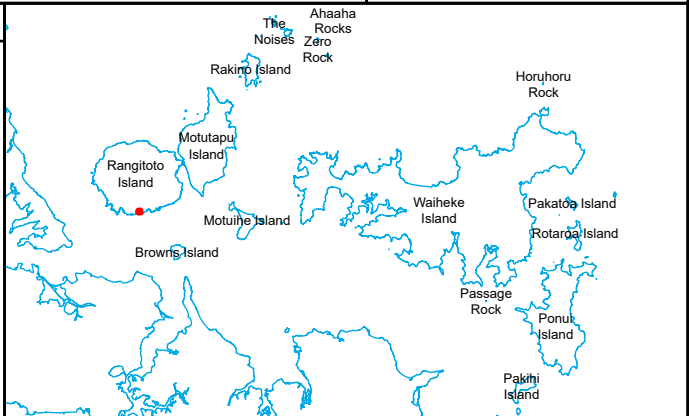 The
Noises
Ahaaha
Rocks
Zero
Rock
Rakino Island
Horuhoru
Rock
Motutapu
Island
Rangitoto
Island
Waiheke
Island
Pakatoa Island
Motuihe Island
Rotaroa Island
Browns Island
Passage
Rock
Ponui
Island
Pakihi
Island